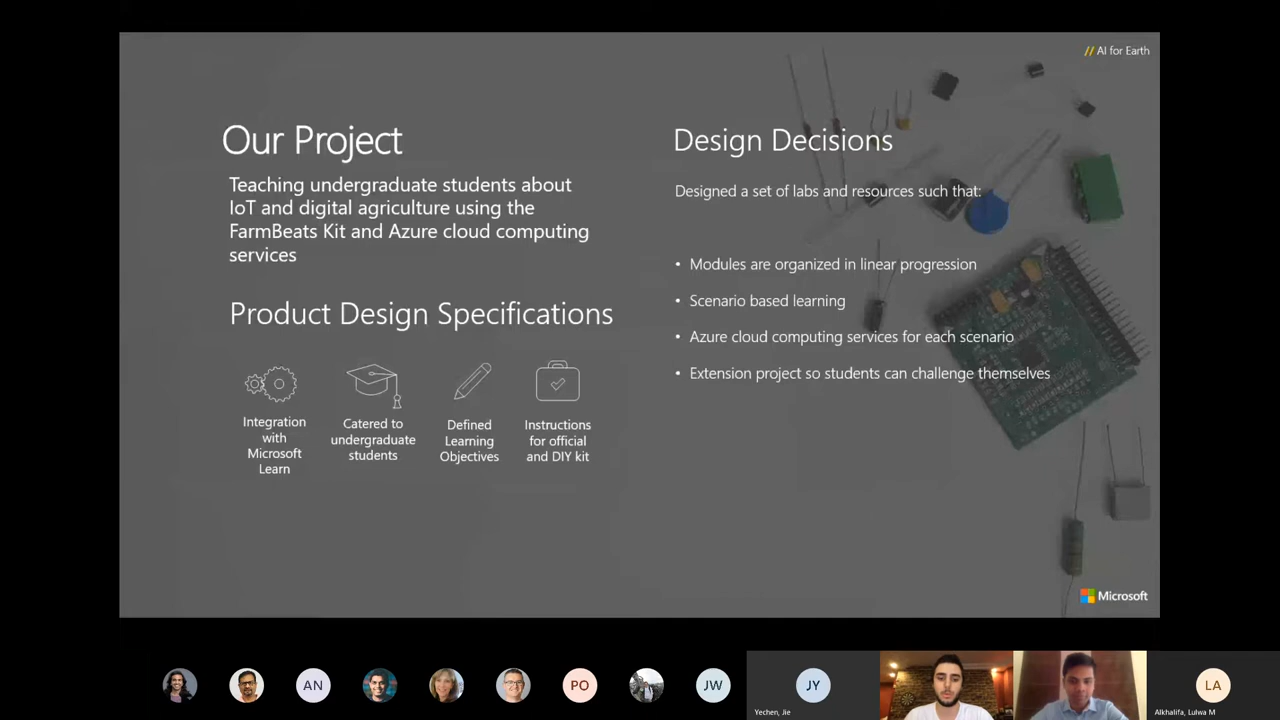 // AI for Earth
Our Project
Teaching undergraduate students about
IoT and digital agriculture using the
FarmBeats Kit and Azure cloud computing
services
Product Design Specifications
Integration
with
Microsoft
Learn
Catered to
undergraduate
students
Defined
Learning
Objectives
Instructions
for official
and DIY kit
Design Decisions
Designed a set of labs and resources such that:
• Modules are organized in linear progression
• Scenario based learning
• Azure cloud computing services for each scenario
• Extension project so students can challenge themselves
Microsoft
AN
PO
JW
JY
Yechen, Jie
LA
Alkhalifa, Lulwa M